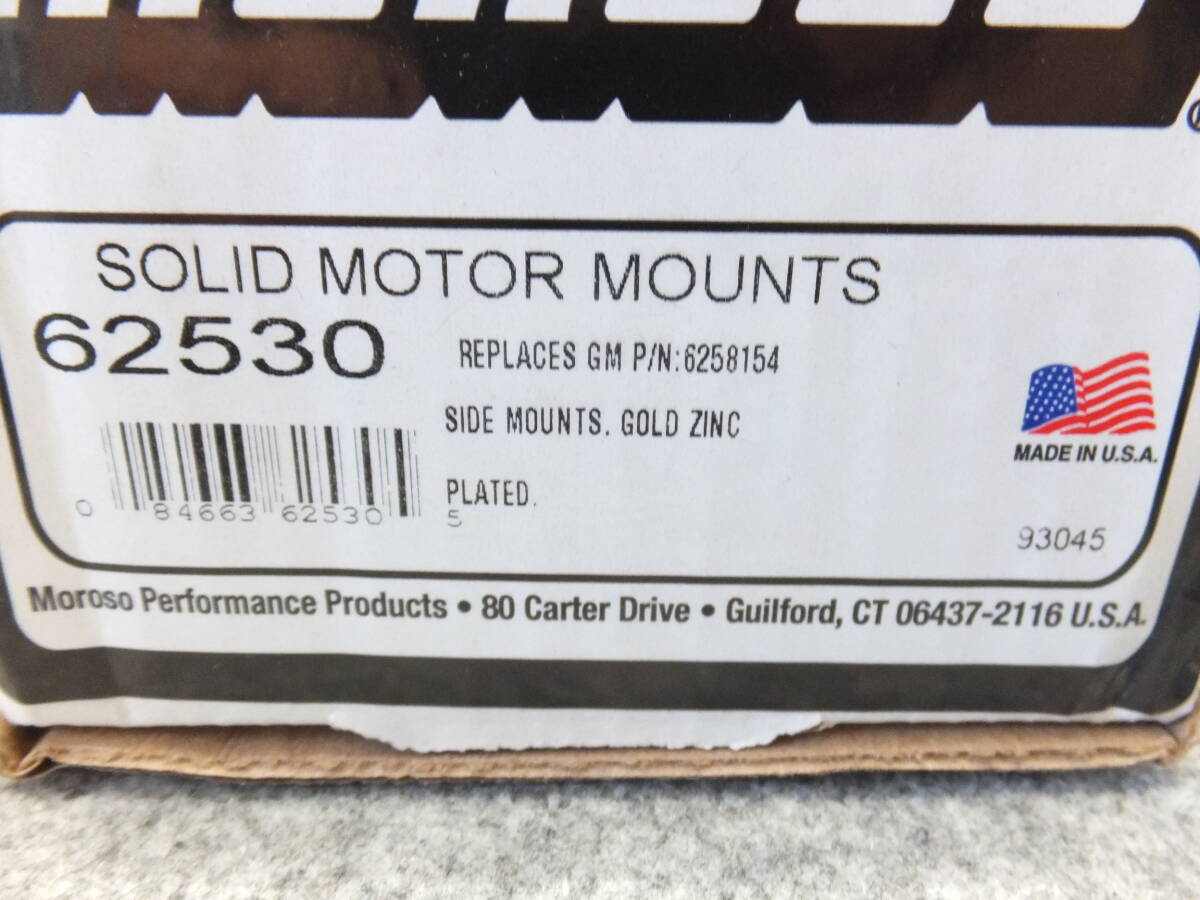 SOLID MOTOR MOUNTS
62530 REPLACES GM P/N:6258154
SIDE MOUNTS. GOLD ZINC
MADE IN U.S.A.
PLATED.
0 84663 62530 5
93045
Moroso Performance Products • 80 Carter Drive • Guilford, CT 06437-2116 U.S.A.